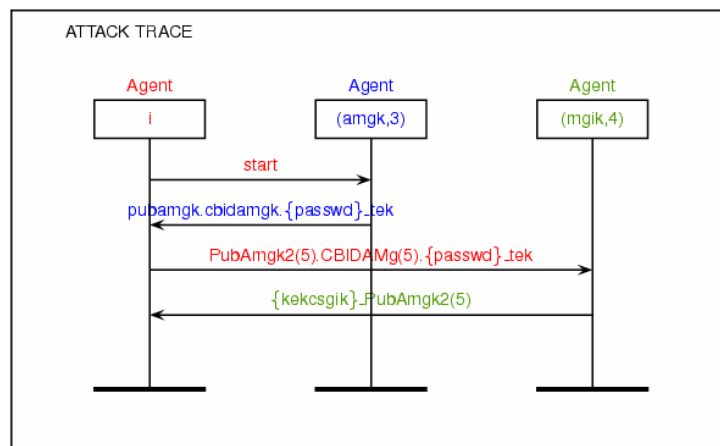 ATTACK TRACE
Agent Agent Agent
i (amgk,3) (mgik,4)
start
pubamgk.cbidamgk.{passwd}_tek
PubAmgk2(5).CBIDAMg(5).{passwd}_tek
{kekcsgik}_PubAmgk2(5)